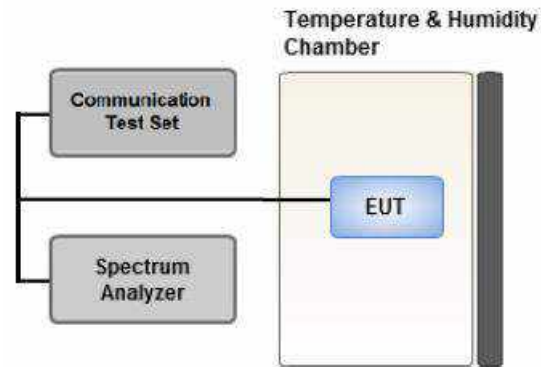 Temperature & Humidity
Chamber
Communication
Test Set
EUT
Spectrum
Analyzer